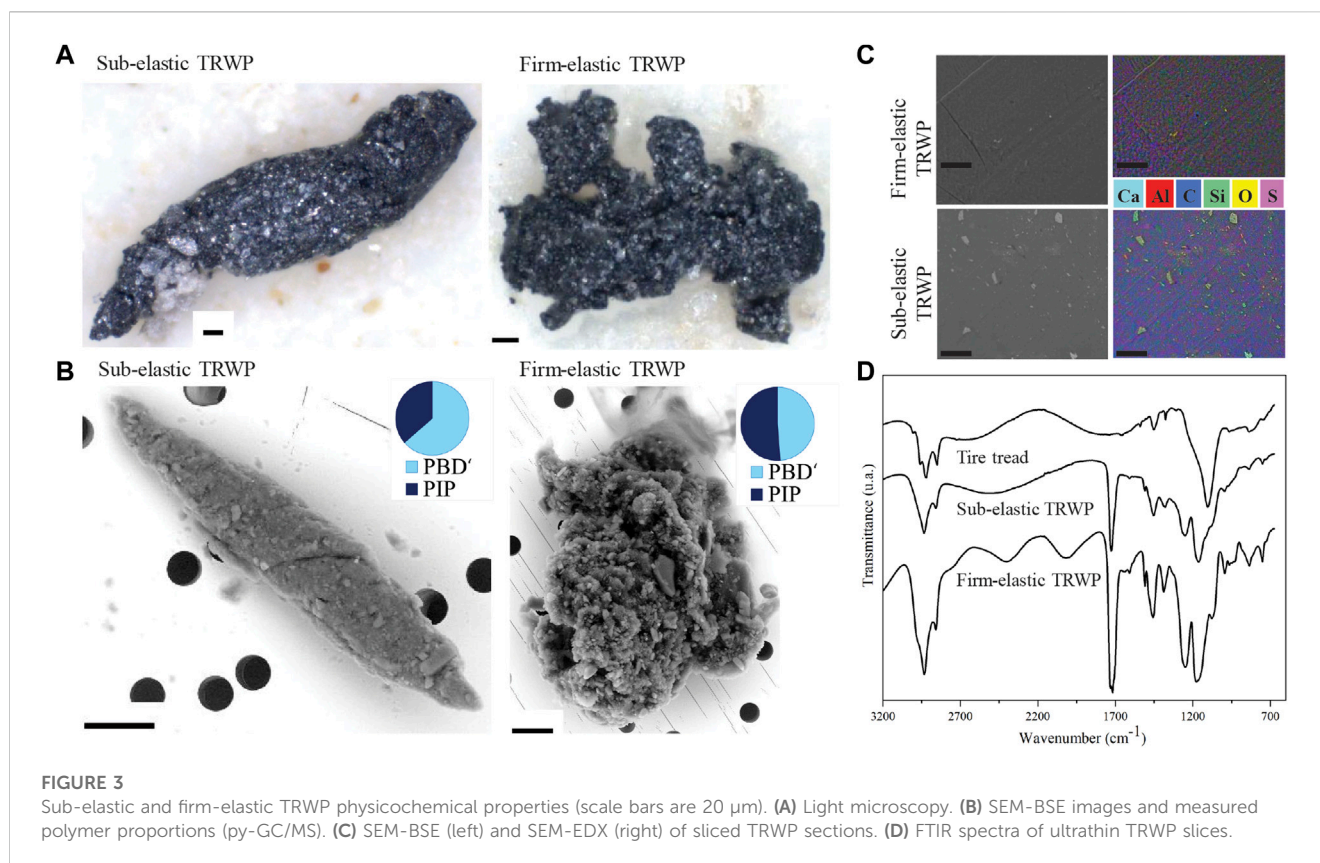 A
Sub-elastic TRWP
Firm-elastic TRWP
B
Sub-elastic TRWP
PBD‘
PIP
Firm-elastic TRWP
PBD‘
PIP
C
Firm-elastic
TRWP
Ca Al C Si O S
Sub-elastic
TRWP
D
Transmittance (u.a.)
Tire tread
Sub-elastic TRWP
Firm-elastic TRWP
3200 2700 2200 1700 1200 700
Wavenumber (cm-1)
FIGURE 3
Sub-elastic and firm-elastic TRWP physicochemical properties (scale bars are 20 µm). (A) Light microscopy. (B) SEM-BSE images and measured
polymer proportions (py-GC/MS). (C) SEM-BSE (left) and SEM-EDX (right) of sliced TRWP sections. (D) FTIR spectra of ultrathin TRWP slices.